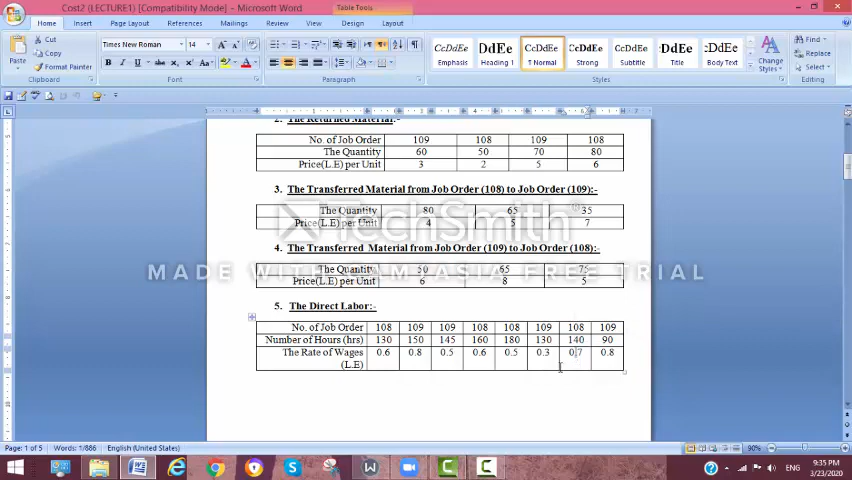 Cost2 (LECTURE1) [Compatibility Mode] - Microsoft Word
Table Tools
Home Insert Page Layout References Mailings Review View Design Layout
Cut
Copy
Format Painter
Paste
Clipboard
Times New Roman 14
Font
Paragraph
AaBbCcDdEe
Emphasis Heading 1 ¶ Normal Strong Subtitle Title Body Text
Change Styles
Styles
Find
Replace
Select
Editing
2. The Returned Material:-
No. of Job Order 109 108 109 108
The Quantity 60 50 70 80
Price(L.E) per Unit 3 2 5 6
3. The Transferred Material from Job Order (108) to Job Order (109):-
The Quantity 80 65 35
Price(L.E) per Unit 4 5 7
TechSmith
4. The Transferred Material from Job Order (109) to Job Order (108):-
The Quantity 50 65 75
MADE WITH CAMTASIA FREE TRIAL
Price(L.E) per Unit 6 8 5
5. The Direct Labor:-
No. of Job Order 108 109 109 108 108 109 108 109
Number of Hours (hrs) 130 150 145 160 180 130 140 90
The Rate of Wages 0.6 0.8 0.5 0.6 0.5 0.3 0.7 0.8
(L.E)
Page: 1 of 5 Words: 1/886 English (United States) 90%
ENG
9:35 PM
3/23/2020